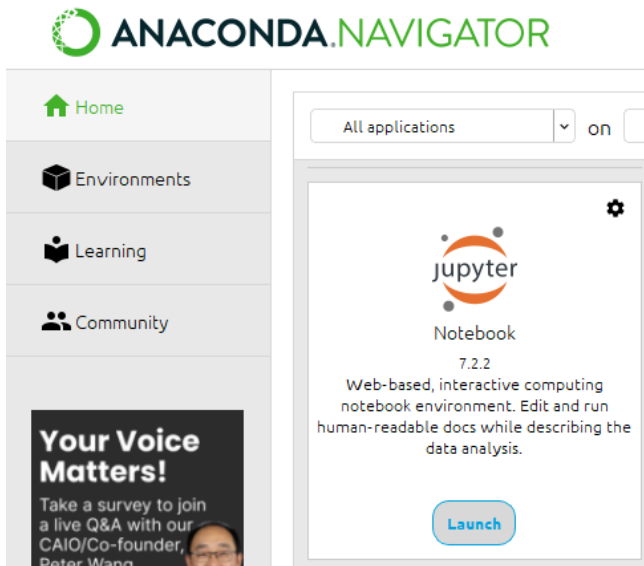 ANACONDA.NAVIGATOR
Home
All applications
on
Environments
Learning
Community
jupyter
Notebook
7.2.2
Web-based, interactive computing
notebook environment. Edit and run
human-readable docs while describing the
data analysis.
Launch
Your Voice
Matters!
Take a survey to join
a live Q&A with our
CAIO/Co-founder,
Peter Wang